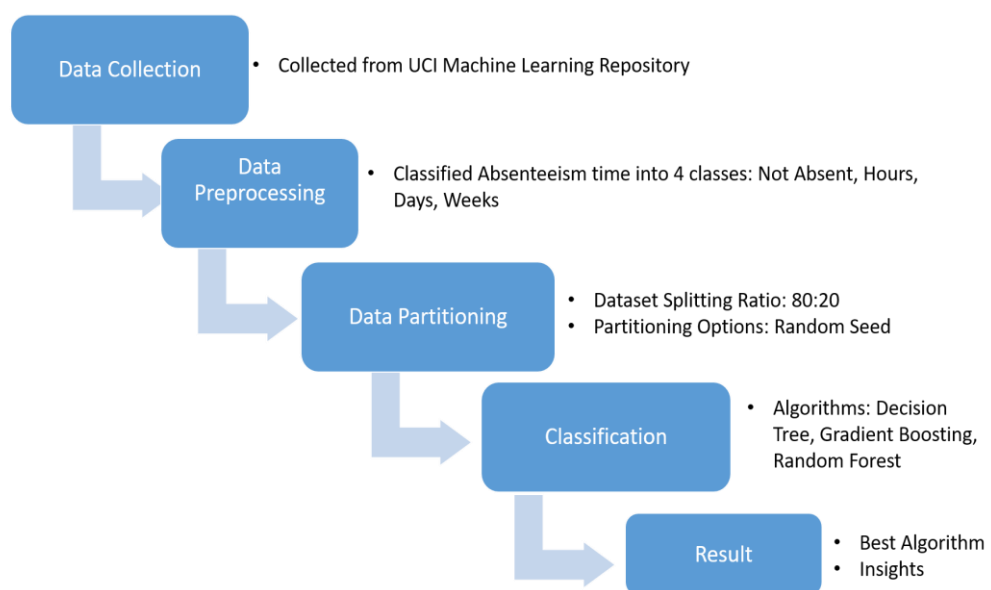 Data Collection
• Collected from UCI Machine Learning Repository
Data
Preprocessing
• Classified Absenteeism time into 4 classes: Not Absent, Hours,
Days, Weeks
Data Partitioning
• Dataset Splitting Ratio: 80:20
• Partitioning Options: Random Seed
Classification
• Algorithms: Decision
Tree, Gradient Boosting,
Random Forest
Result
• Best Algorithm
• Insights